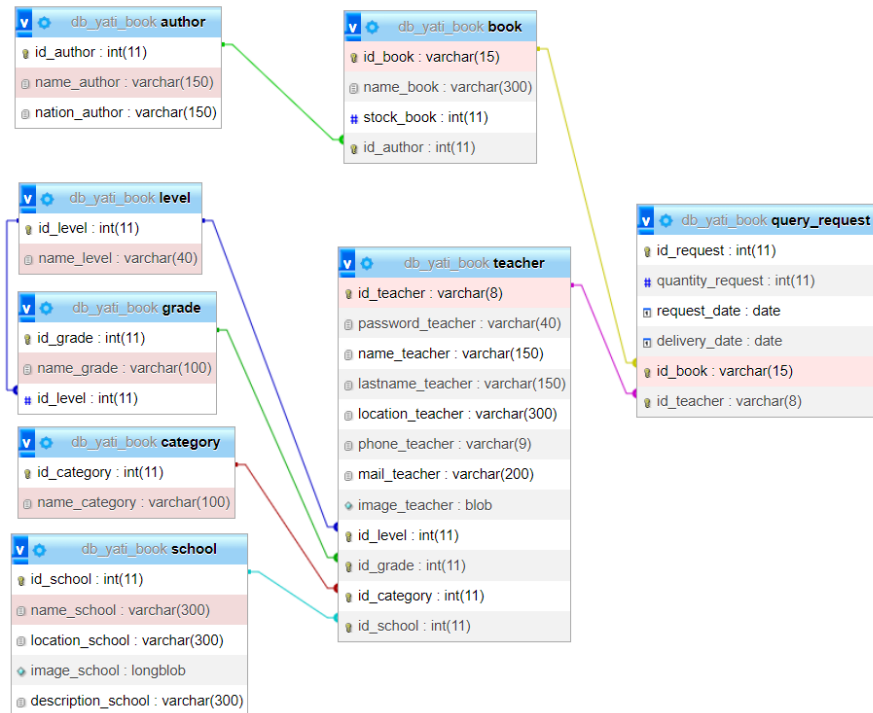 db_yati_book author
id_author : int(11)
name_author : varchar(150)
nation_author : varchar(150)
db_yati_book book
id_book : varchar(15)
name_book : varchar(300)
stock_book : int(11)
id_author : int(11)
db_yati_book level
id_level : int(11)
name_level : varchar(40)
db_yati_book grade
id_grade : int(11)
name_grade : varchar(100)
id_level : int(11)
db_yati_book category
id_category : int(11)
name_category : varchar(100)
db_yati_book school
id_school : int(11)
name_school : varchar(300)
location_school : varchar(300)
image_school : longblob
description_school : varchar(300)
db_yati_book teacher
id_teacher : varchar(8)
password_teacher : varchar(40)
name_teacher : varchar(150)
lastname_teacher : varchar(150)
location_teacher : varchar(300)
phone_teacher : varchar(9)
mail_teacher : varchar(200)
image_teacher : blob
id_level : int(11)
id_grade : int(11)
id_category : int(11)
id_school : int(11)
db_yati_book query_request
id_request : int(11)
quantity_request : int(11)
request_date : date
delivery_date : date
id_book : varchar(15)
id_teacher : varchar(8)